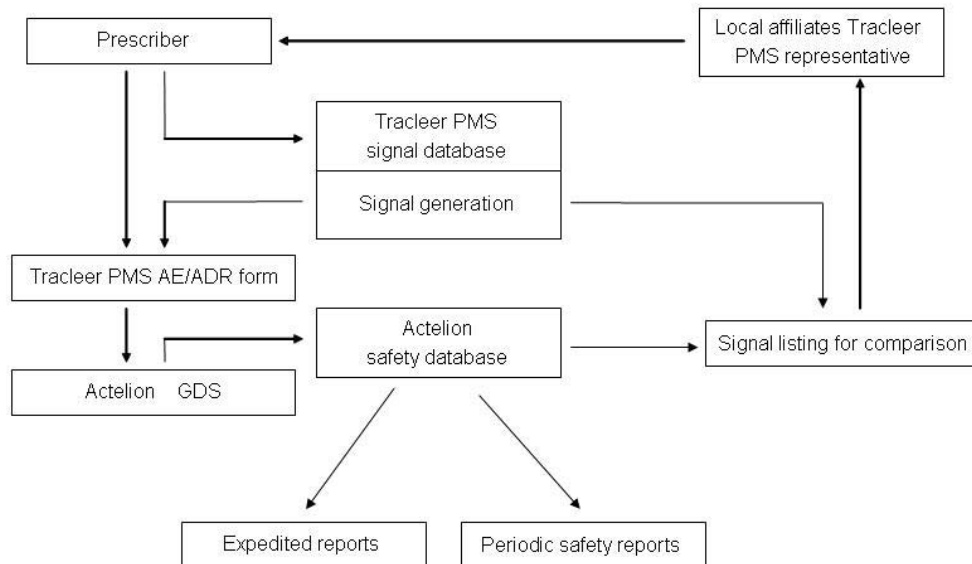 Prescriber
Local affiliates Tracleer
PMS representative
Tracleer PMS
signal database
Signal generation
Tracleer PMS AE/ADR form
Actelion
safety database
Signal listing for comparison
Actelion GDS
Expedited reports
Periodic safety reports